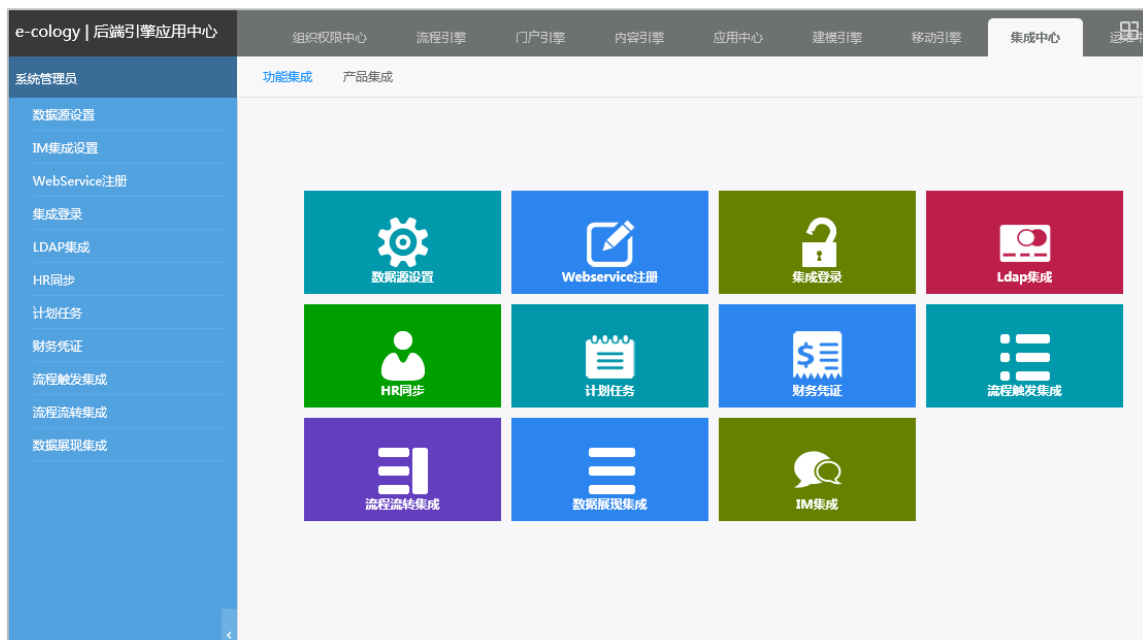 e-cology | 后端引擎应用中心
组织权限中心 流程引擎 门户引擎 内容引擎 应用中心 建模引擎 移动引擎 集成中心
系统管理员
功能集成 产品集成
数据源设置
IM集成设置
WebService注册
集成登录
LDAP集成
HR同步
计划任务
财务凭证
流程触发集成
流程流转集成
数据展现集成
数据源设置 Webservice注册 集成登录 Ldap集成
HR同步 计划任务 财务凭证 流程触发集成
流程流转集成 数据展现集成 IM集成